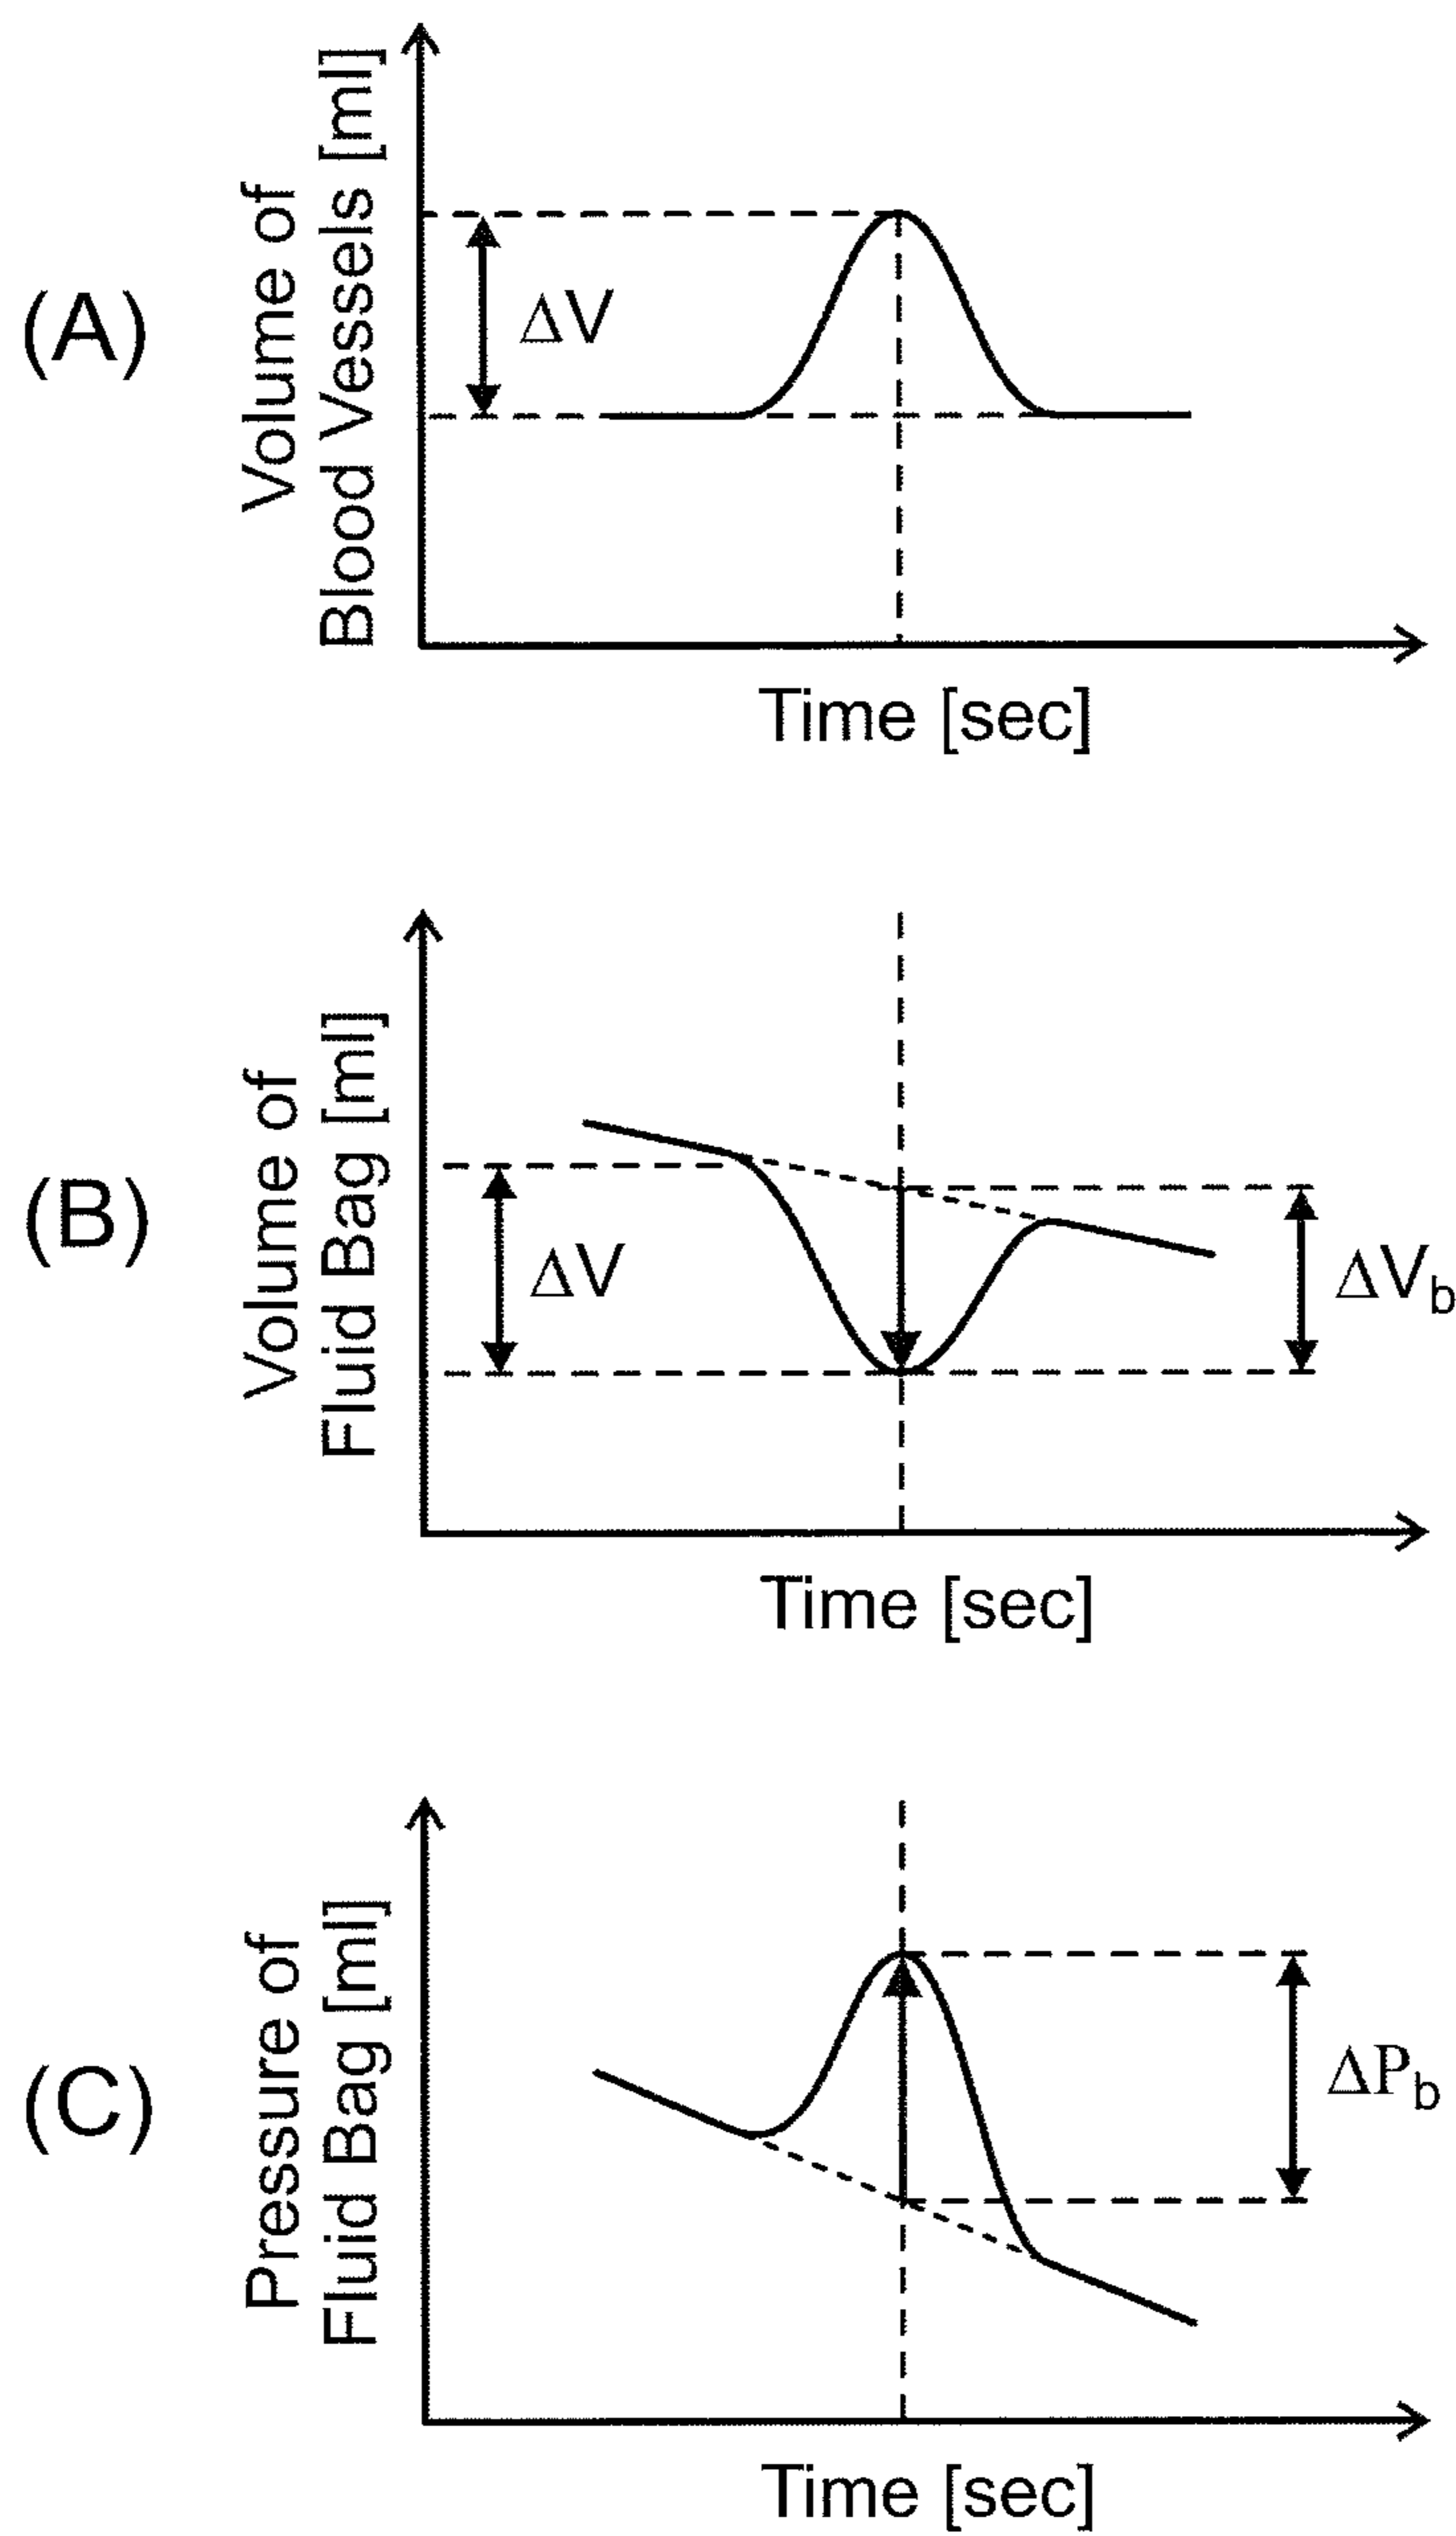 (A)
Volume of
Blood Vessels [ml]
ΔV
Time [sec]
(B)
Volume of
Fluid Bag [ml]
ΔV
ΔVb
Time [sec]
(C)
Pressure of
Fluid Bag [ml]
ΔPb
Time [sec]